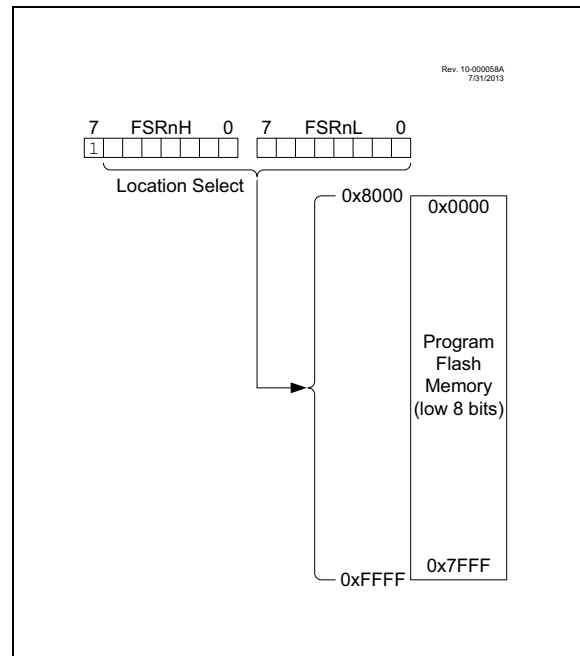 Rev. 10-000058A
7/31/2013
7 FSRnH 0 7 FSRnL 0
1
Location Select
0x8000
0x0000
Program
Flash
Memory
(low 8 bits)
0x7FFF
0xFFFF